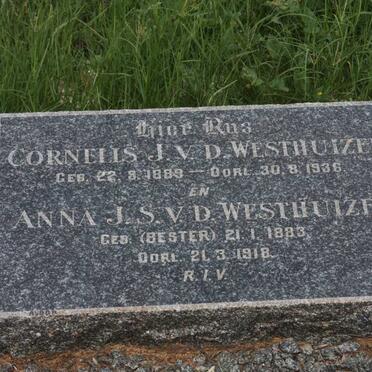 Hier Rus
CORNELIS J. V. D. WESTHUIZE
GEB. 22. 8. 1889 — OORL. 30. 8. 1936
EN
ANNA J. S. V. D. WESTHUIZE
GEB. (BESTER) 21. 1. 1883.
OORL. 21. 3. 1918.
R.I.V.